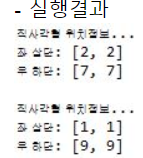 - 실행결과
직사각형 위치정보...
좌 상단: [2, 2]
우 하단: [7, 7]
직사각형 위치정보...
좌 상단: [1, 1]
우 하단: [9, 9]